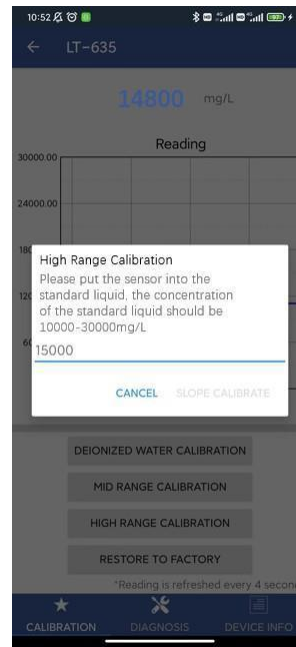 10:52
LT-635
14800 mg/L
Reading
30000.00
24000.00
180
High Range Calibration
Please put the sensor into the
120
standard liquid, the concentration
of the standard liquid should be
10000-30000mg/L
60
15000
CANCEL SLOPE CALIBRATE
DEIONIZED WATER CALIBRATION
MID RANGE CALIBRATION
HIGH RANGE CALIBRATION
RESTORE TO FACTORY
*Reading is refreshed every 4 secon
CALIBRATION DIAGNOSIS DEVICE INFO